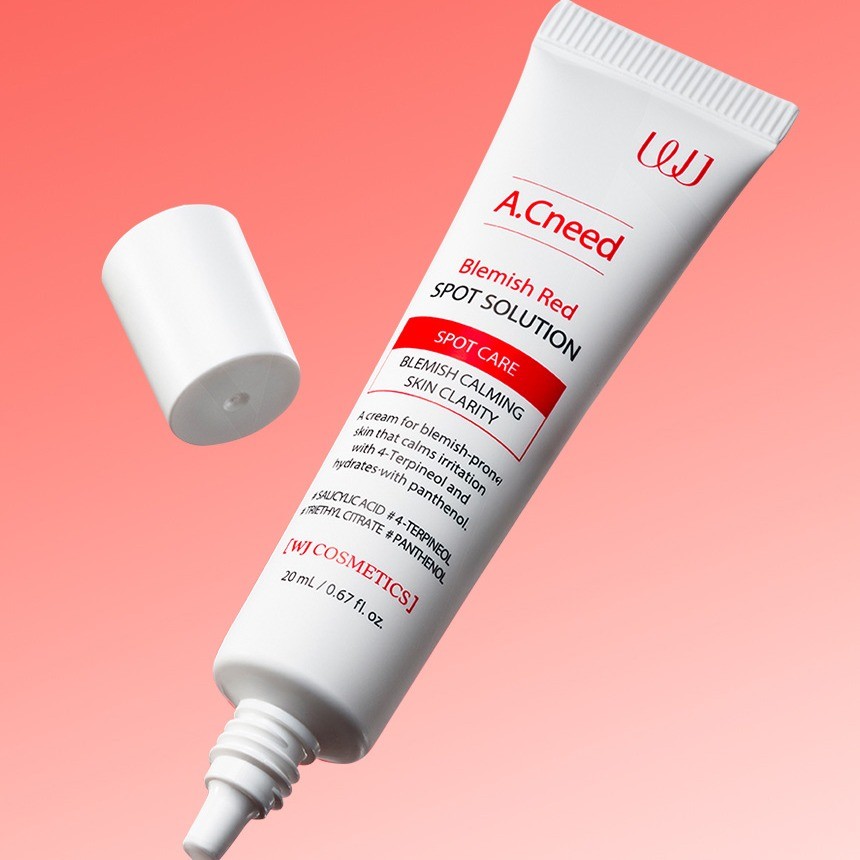 WJ
A.Cneed
Blemish Red
SPOT SOLUTION
SPOT CARE
BLEMISH CALMING
SKIN CLARITY
A cream for blemish-prone
skin that calms irritation
with 4-Terpineol and
hydrates with panthenol.
#SALICYLIC ACID #4-TERPINEOL
#TRIETHYL CITRATE #PANTHENOL
[WJ COSMETICS]
20 mL / 0.67 fl. oz.